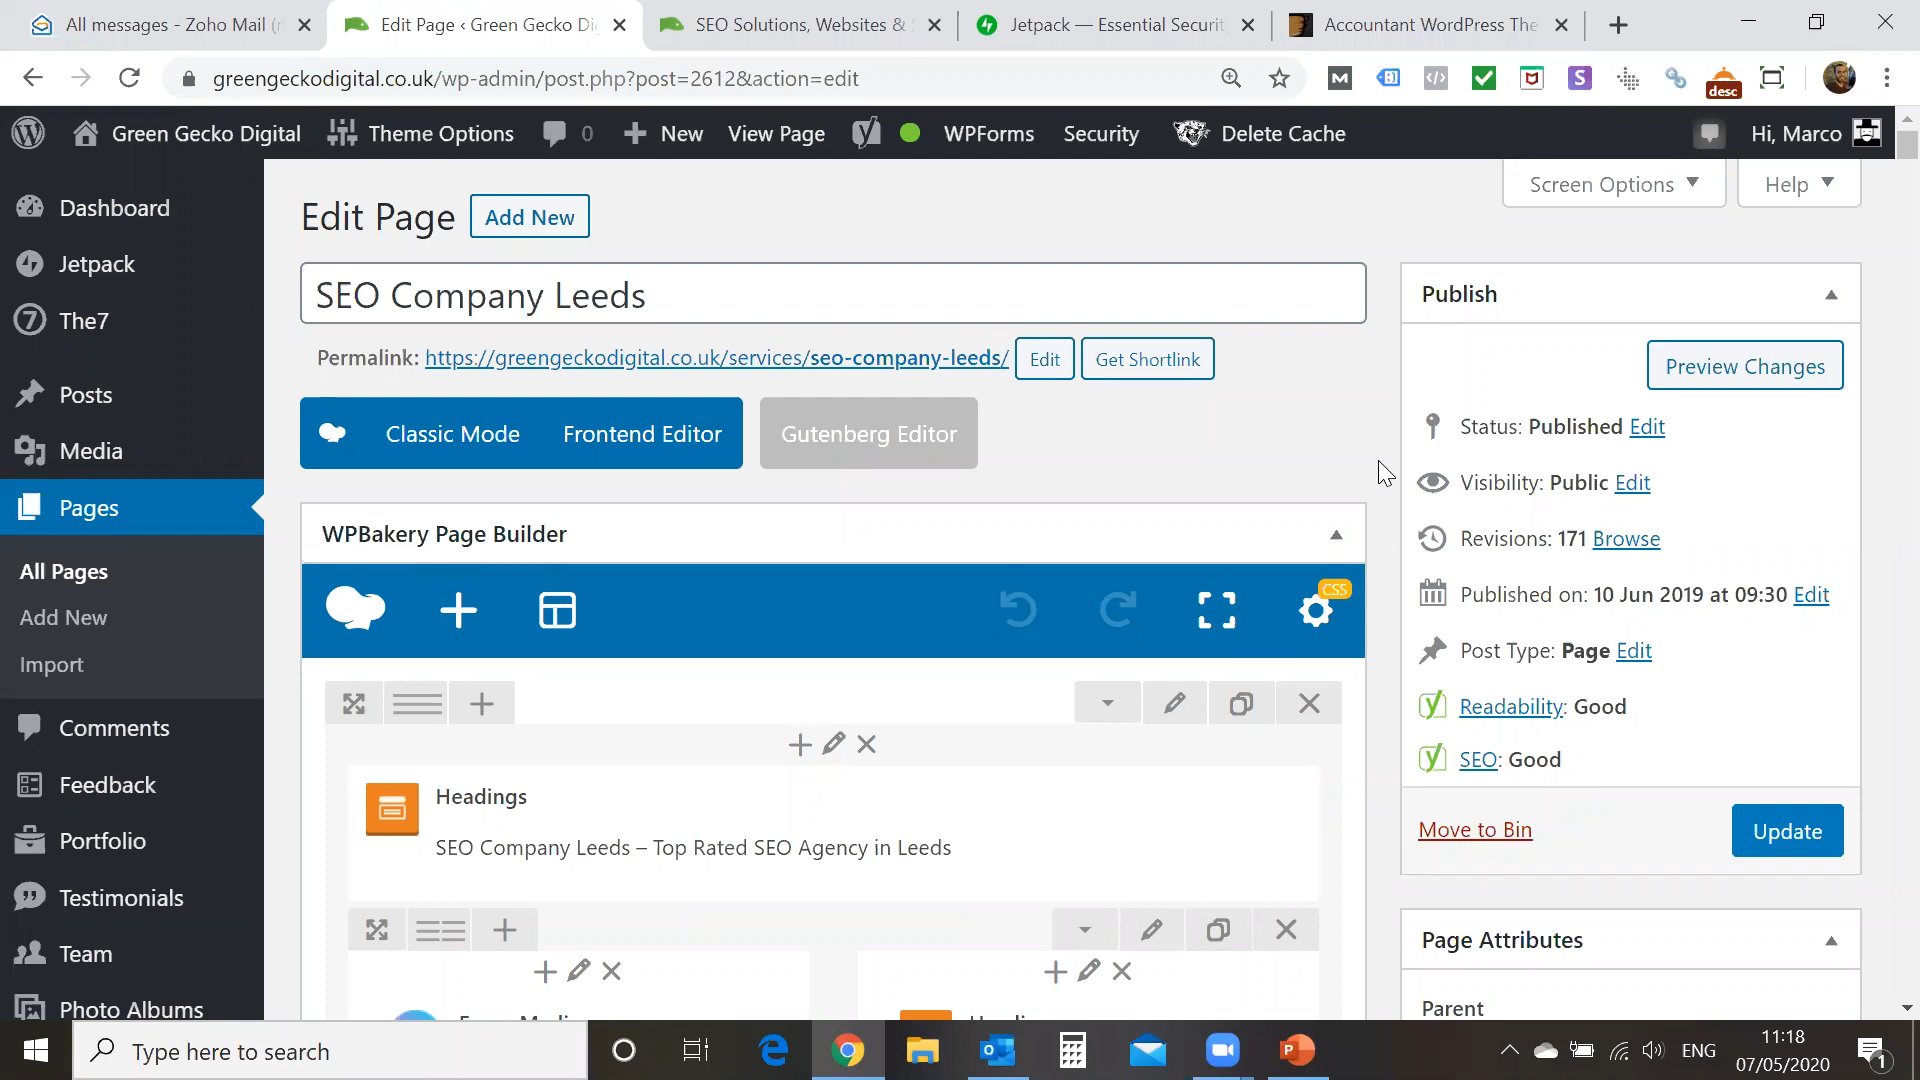 All messages - Zoho Mail (
Edit Page ‹ Green Gecko Di
SEO Solutions, Websites &
Jetpack — Essential Securit
Accountant WordPress The
greengeckodigital.co.uk/wp-admin/post.php?post=2612&action=edit
desc
Green Gecko Digital
Theme Options
0
New
View Page
WPForms
Security
Delete Cache
Hi, Marco
Screen Options
Help
Dashboard
Jetpack
The7
Posts
Media
Pages
All Pages
Add New
Import
Comments
Feedback
Portfolio
Testimonials
Team
Photo Albums
Edit Page
Add New
SEO Company Leeds
Permalink: https://greengeckodigital.co.uk/services/seo-company-leeds/ Edit Get Shortlink
Classic Mode
Frontend Editor
Gutenberg Editor
WPBakery Page Builder
CSS
Headings
SEO Company Leeds – Top Rated SEO Agency in Leeds
Publish
Preview Changes
Status: Published Edit
Visibility: Public Edit
Revisions: 171 Browse
Published on: 10 Jun 2019 at 09:30 Edit
Post Type: Page Edit
Readability: Good
SEO: Good
Move to Bin
Update
Page Attributes
Parent
Type here to search
ENG
11:18
07/05/2020
1